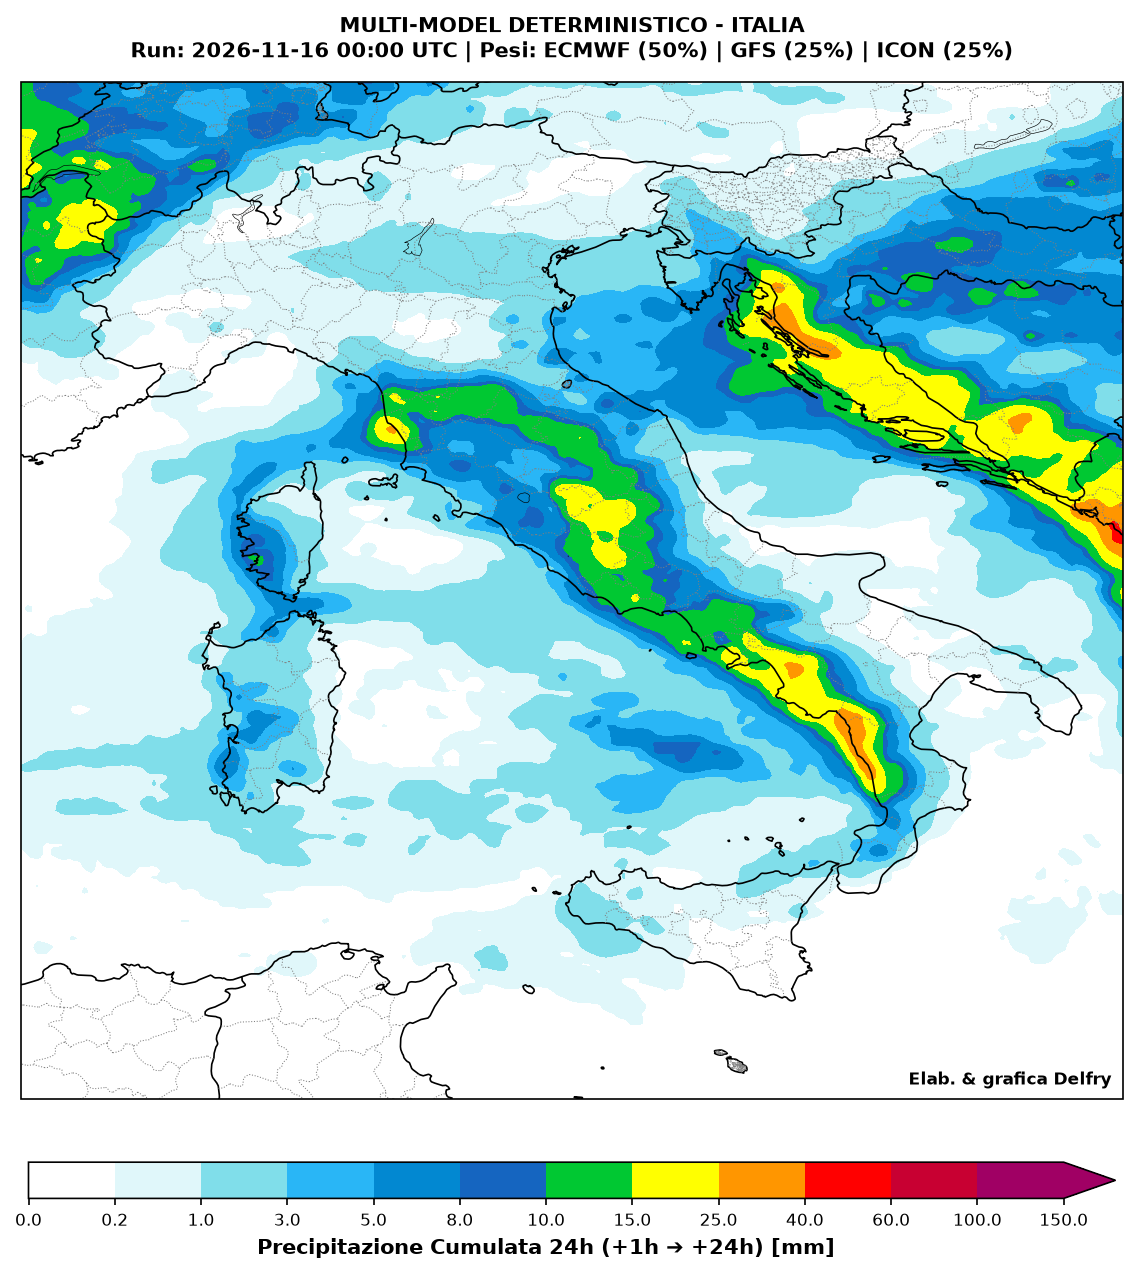 MULTI-MODEL DETERMINISTICO - ITALIA
Run: 2026-11-16 00:00 UTC | Pesi: ECMWF (50%) | GFS (25%) | ICON (25%)
Elab. & grafica Delfry
0.0 0.2 1.0 3.0 5.0 8.0 10.0 15.0 25.0 40.0 60.0 100.0 150.0
Precipitazione Cumulata 24h (+1h → +24h) [mm]